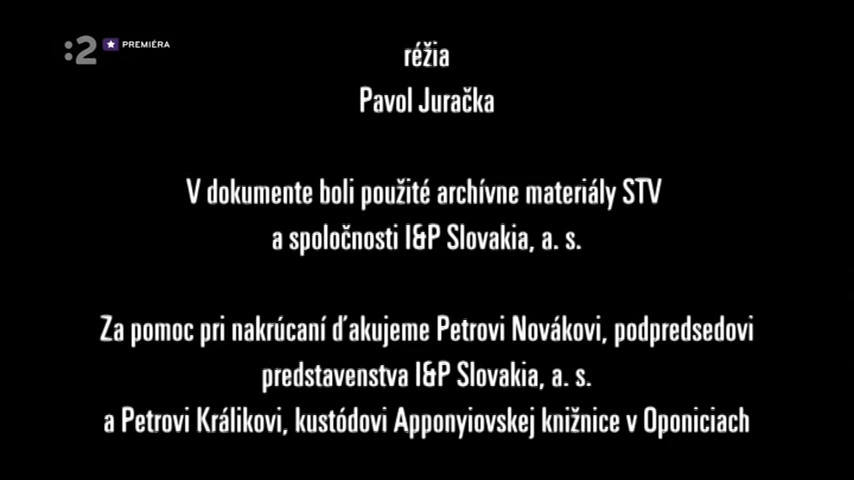 :2 PREMIÉRA
réžia
Pavol Juračka
V dokumente boli použité archívne materiály STV
a spoločnosti I&P Slovakia, a. s.
Za pomoc pri nakrúcaní ďakujeme Petrovi Novákovi, podpredsedovi
predstavenstva I&P Slovakia, a. s.
a Petrovi Králikovi, kustódovi Apponyiovskej knižnice v Oponiciach